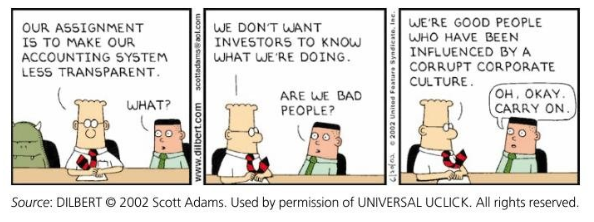 OUR ASSIGNMENT
IS TO MAKE OUR
ACCOUNTING SYSTEM
LESS TRANSPARENT.
WHAT?
www.dilbert.com
scottadams@aol.com
WE DON'T WANT
INVESTORS TO KNOW
WHAT WE'RE DOING.
ARE WE BAD
PEOPLE?
© 2002 United Feature Syndicate, Inc.
WE'RE GOOD PEOPLE
WHO HAVE BEEN
INFLUENCED BY A
CORRUPT CORPORATE
CULTURE.
OH. OKAY.
CARRY ON.
Source: DILBERT © 2002 Scott Adams. Used by permission of UNIVERSAL UCLICK. All rights reserved.